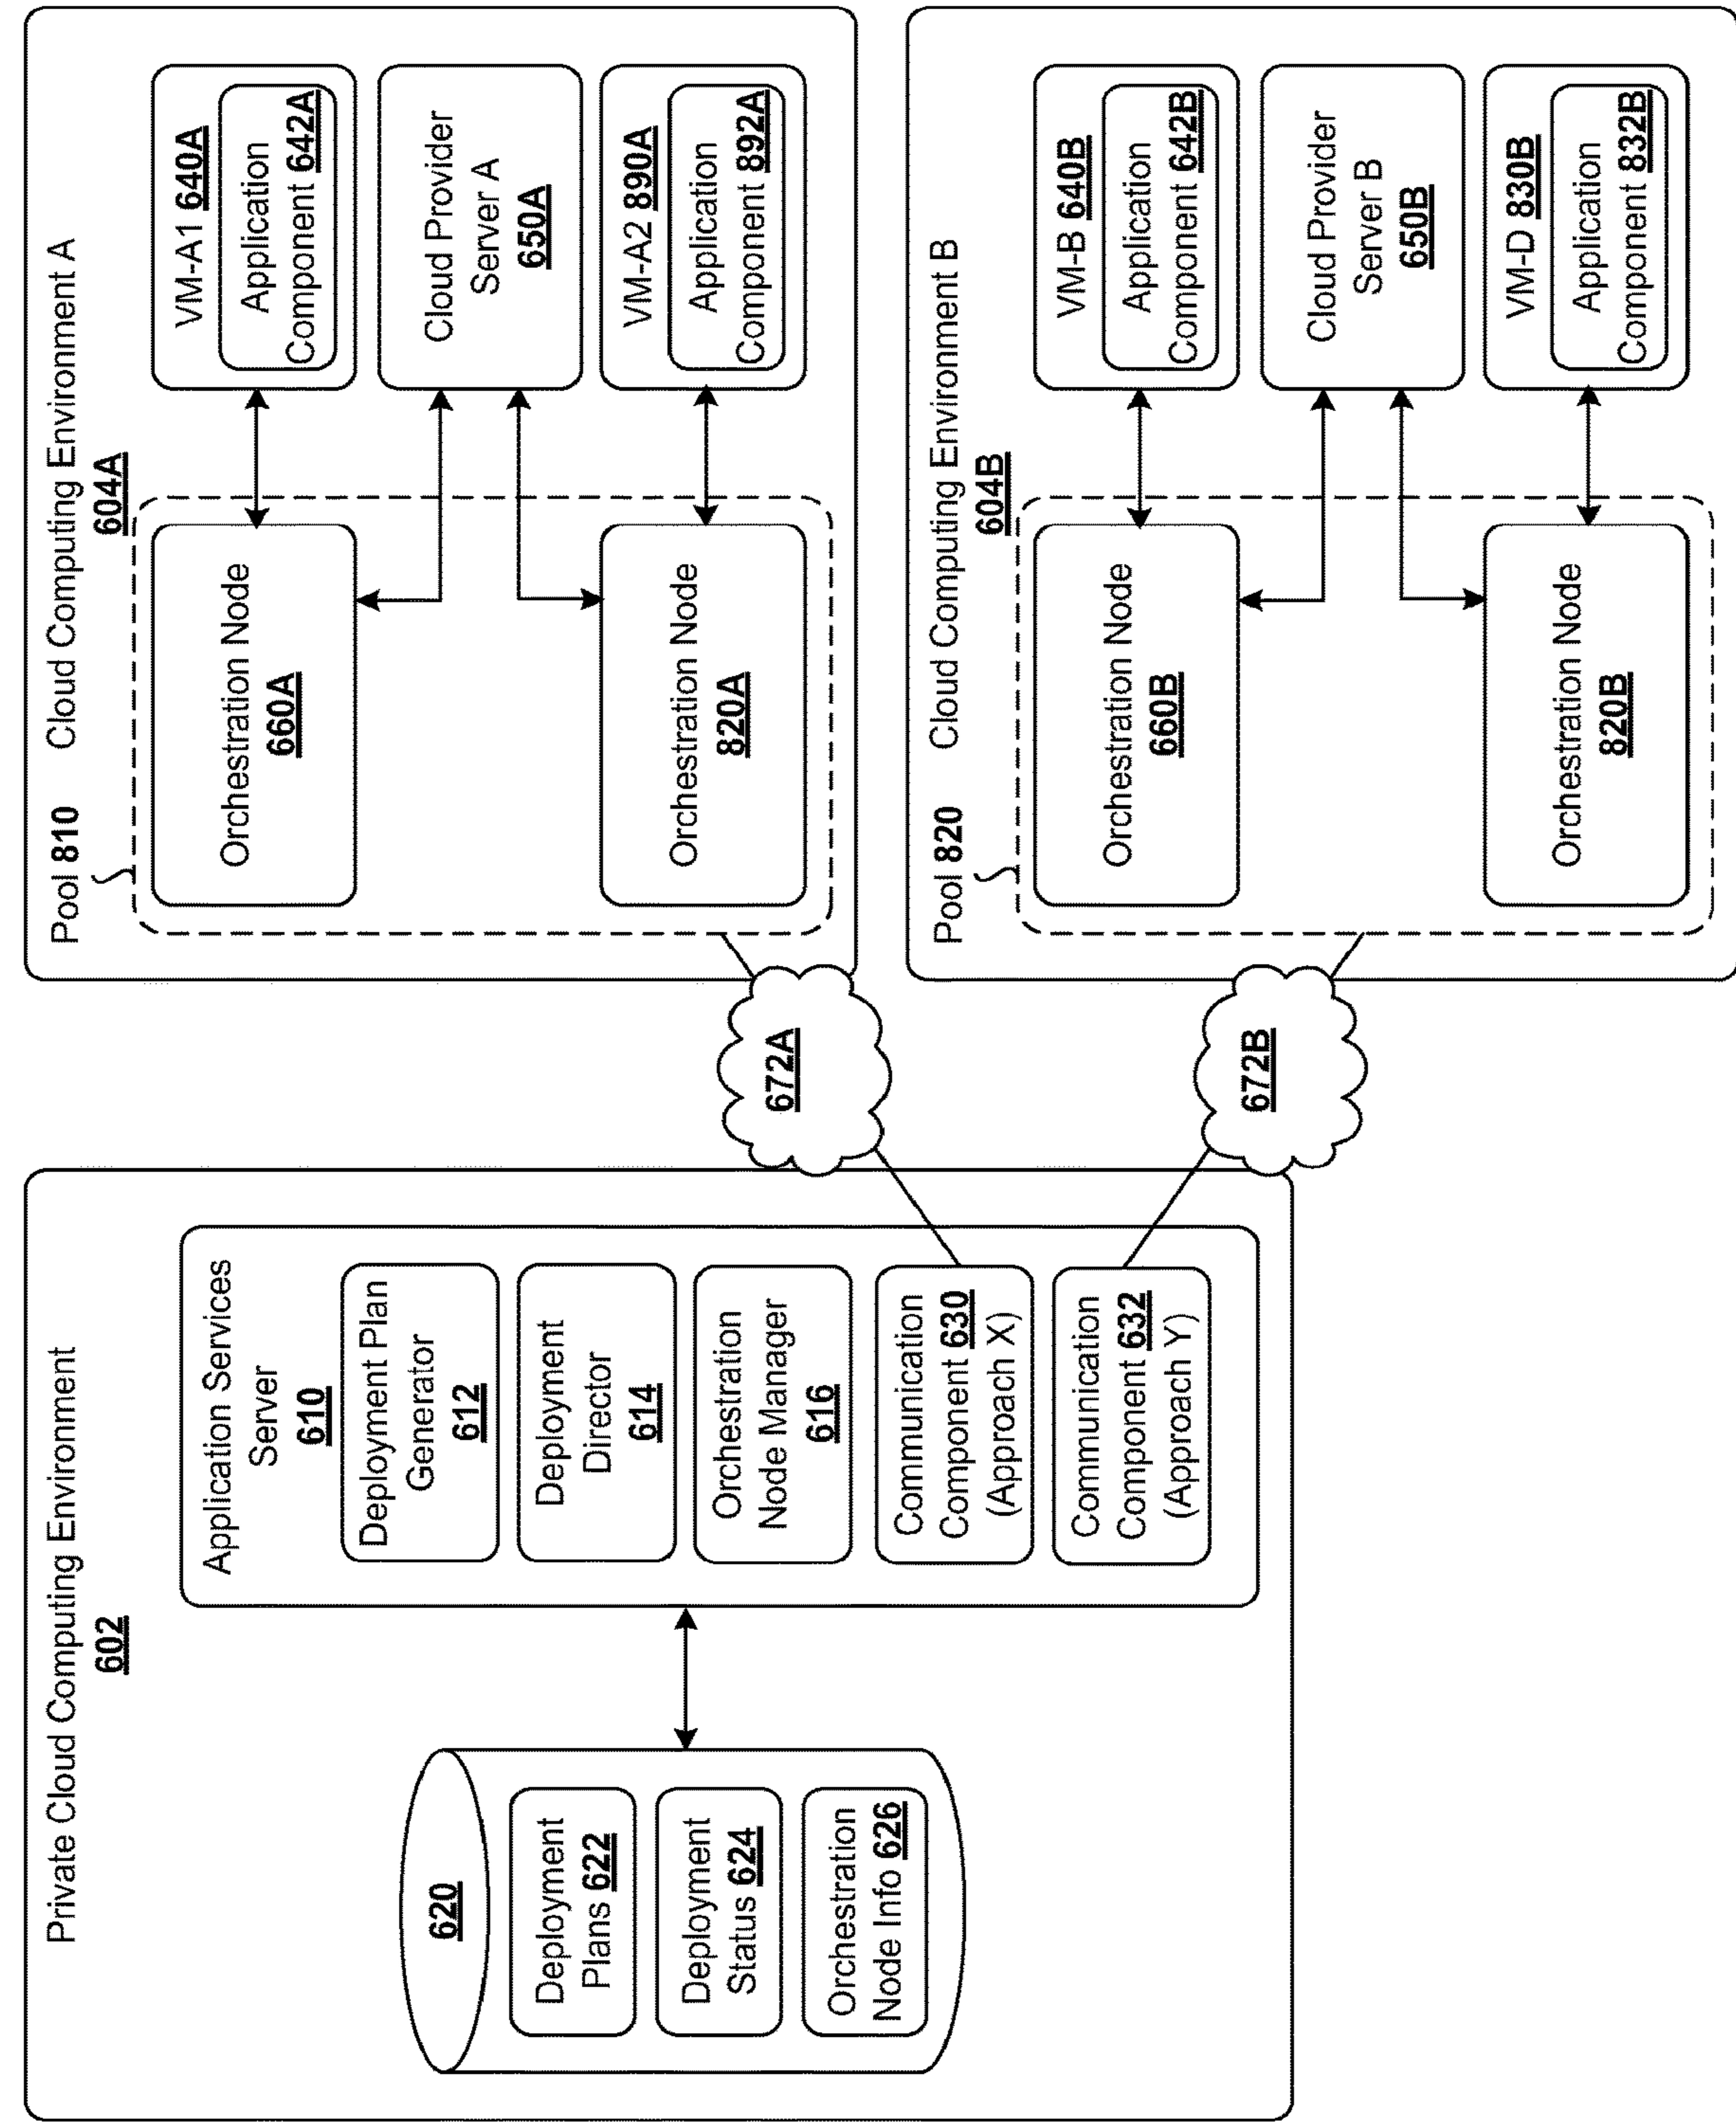 Private Cloud Computing Environment
602
620
Deployment
Plans 622
Deployment
Status 624
Orchestration
Node Info 626
Application Services
Server
610
Deployment Plan
Generator
612
Deployment
Director
614
Orchestration
Node Manager
616
Communication
Component 630
(Approach X)
Communication
Component 632
(Approach Y)
672A
672B
Pool 810
Cloud Computing Environment A
604A
Orchestration Node
660A
Orchestration Node
820A
VM-A1 640A
Application
Component 642A
Cloud Provider
Server A
650A
VM-A2 890A
Application
Component 892A
Pool 820
Cloud Computing Environment B
604B
Orchestration Node
660B
Orchestration Node
820B
VM-B 640B
Application
Component 642B
Cloud Provider
Server B
650B
VM-D 830B
Application
Component 832B